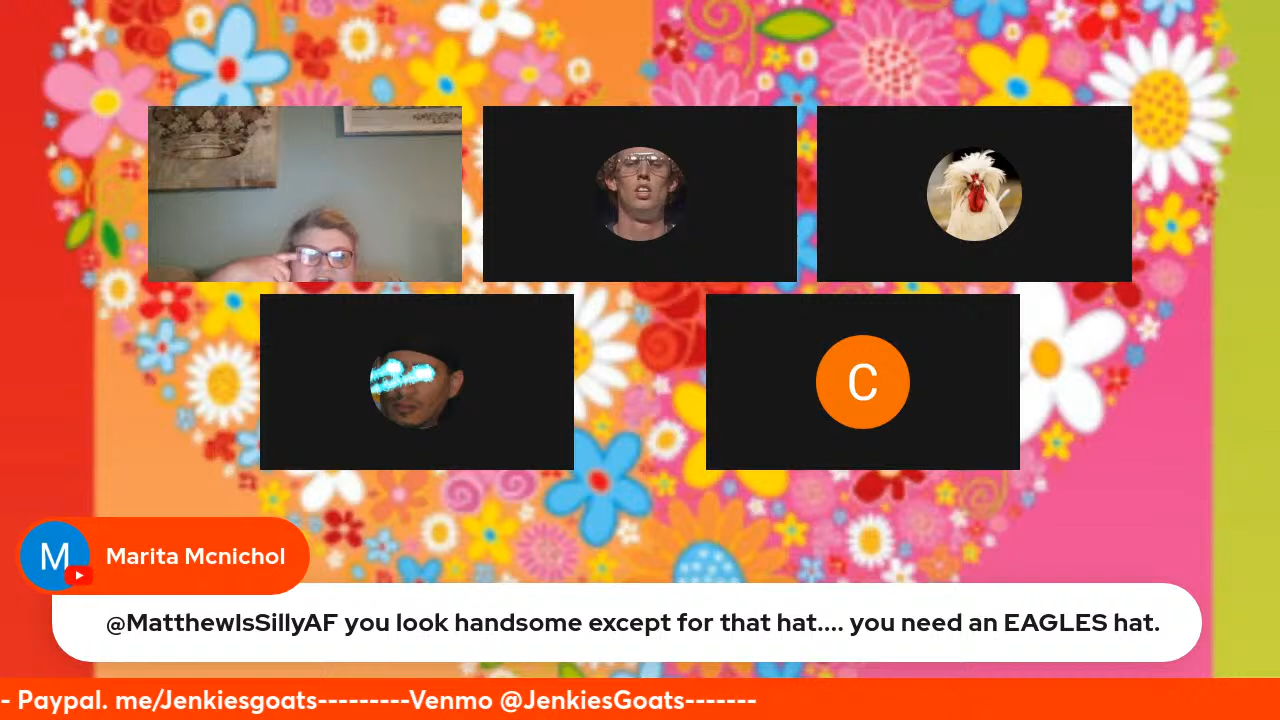 C
M
Marita Mcnichol
@MatthewIsSillyAF you look handsome except for that hat.... you need an EAGLES hat.
- Paypal. me/Jenkiesgoats---------Venmo @JenkiesGoats-------